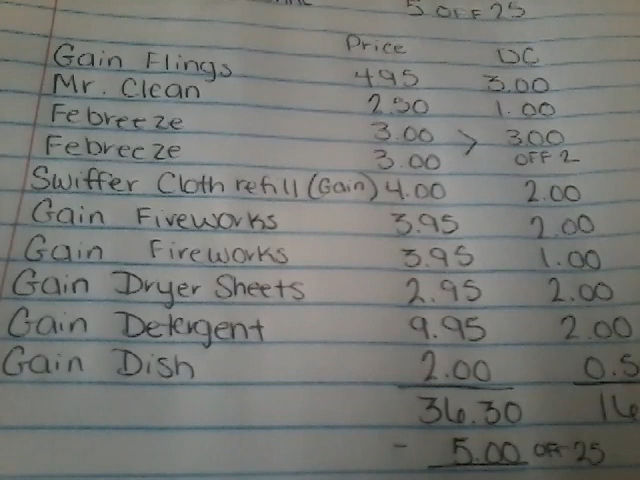 5 OFF 25
Price DC
Gain Flings 4.95 3.00
Mr. Clean 2.50 1.00
Febreeze 3.00 > 3.00
Febreeze 3.00 OFF 2
Swiffer Cloth refill (Gain) 4.00 2.00
Gain Fireworks 3.95 2.00
Gain Fireworks 3.95 1.00
Gain Dryer Sheets 2.95 2.00
Gain Detergent 9.95 2.00
Gain Dish 2.00 0.5
36.30 16
- 5.00 OFF 25